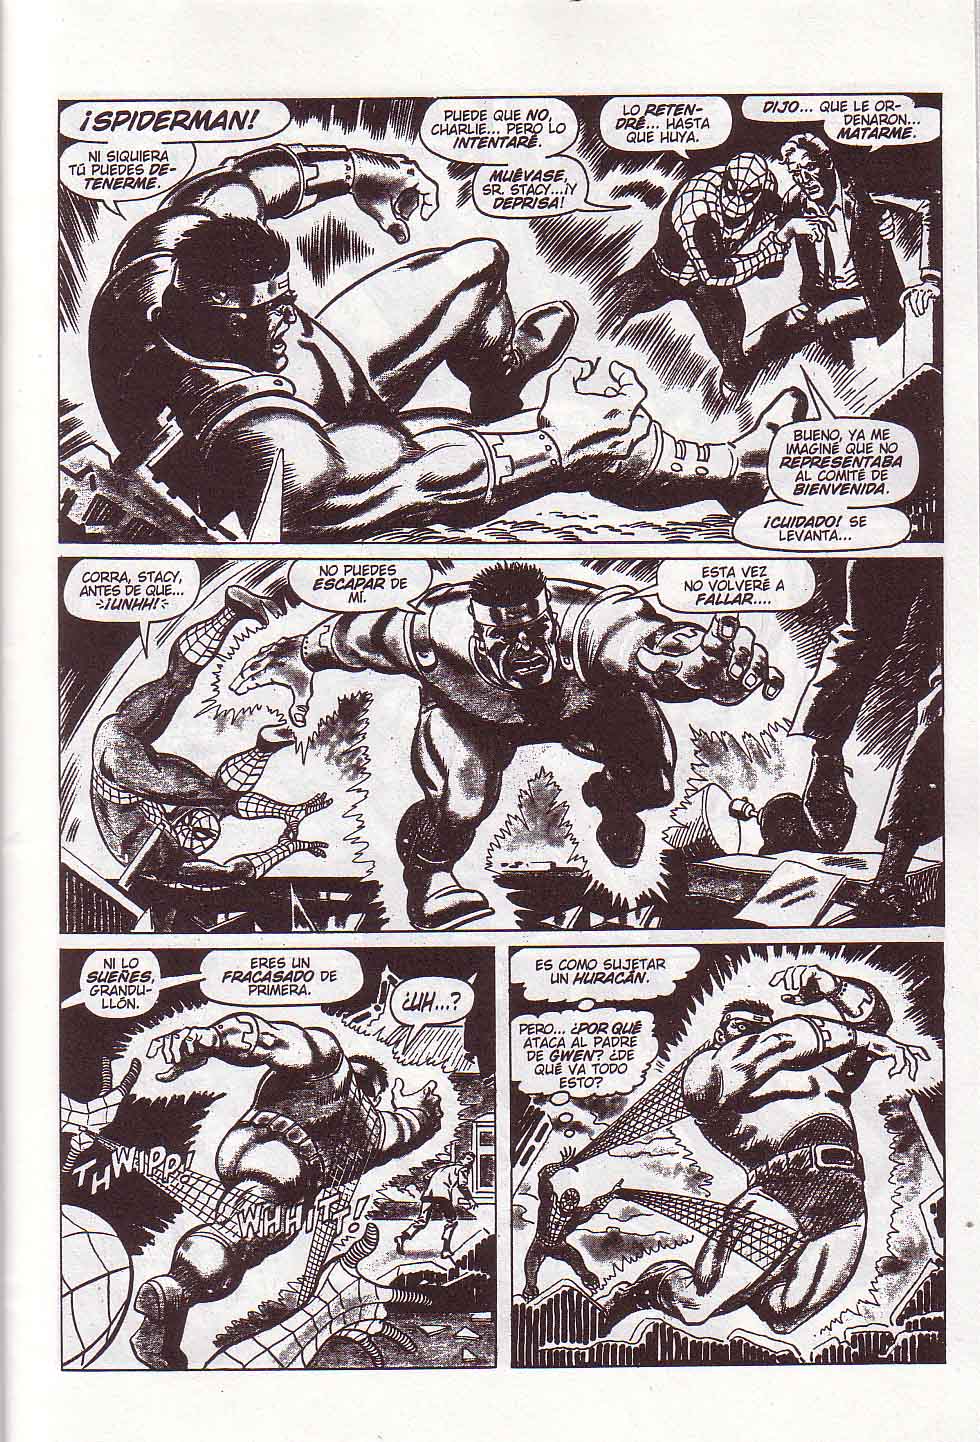 ¡SPIDERMAN!
NI SIQUIERA
TÚ PUEDES DE-
TENERME.
PUEDE QUE NO,
CHARLIE... PERO LO
INTENTARÉ.
MUÉVASE,
SR. STACY...¡Y
DEPRISA!
LO RETEN-
DRÉ... HASTA
QUE HUYA.
DIJO... QUE LE OR-
DENARON...
MATARME.
BUENO, YA ME
IMAGINÉ QUE NO
REPRESENTABA
AL COMITÉ DE
BIENVENIDA.
¡CUIDADO! SE
LEVANTA...
CORRA, STACY,
ANTES DE QUE...
¡UNHH!
NO PUEDES
ESCAPAR DE
MÍ.
ESTA VEZ
NO VOLVERÉ A
FALLAR....
NI LO
SUEÑES,
GRANDU-
LLÓN.
ERES UN
FRACASADO DE
PRIMERA.
¿UH...?
THWIPP!
WHHITT!
ES COMO SUJETAR
UN HURACÁN.
PERO... ¿POR QUÉ
ATACA AL PADRE
DE GWEN? ¿DE
QUÉ VA TODO
ESTO?